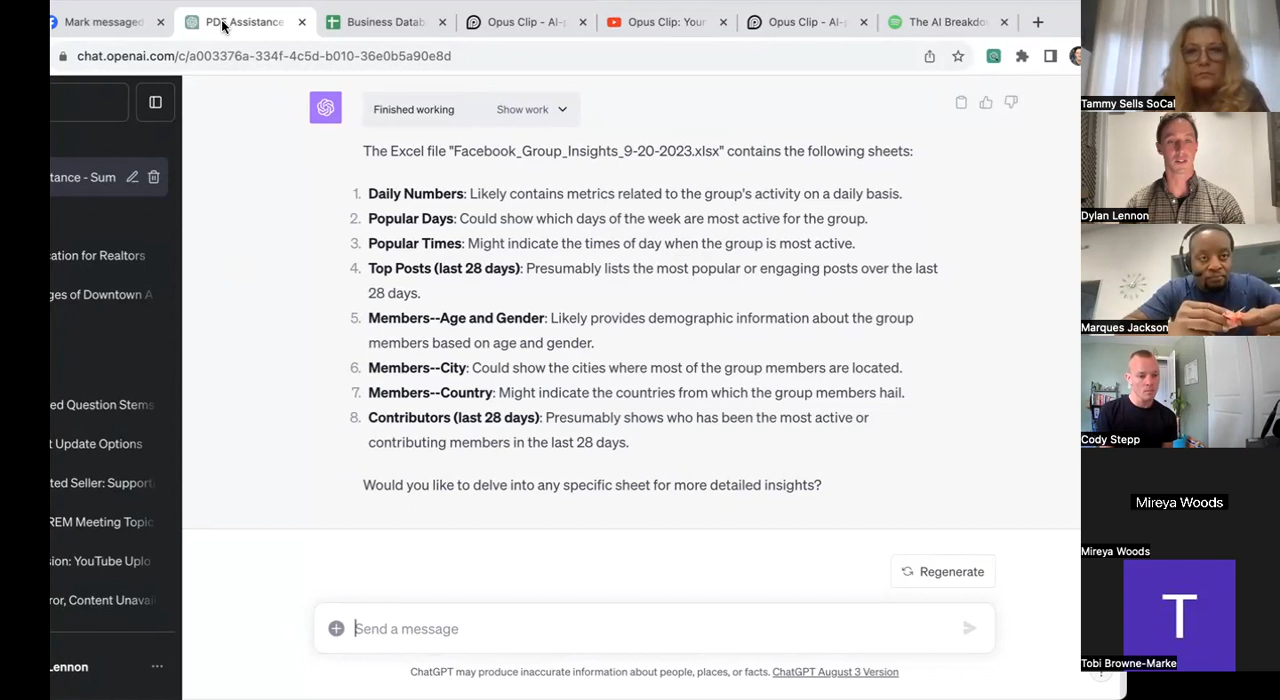 Mark messaged
PDF Assistance
Business Datab
Opus Clip - AI-p
Opus Clip: Your
Opus Clip - AI-p
The AI Breakdo
chat.openai.com/c/a003376a-334f-4c5d-b010-36e0b5a90e8d
Finished working
Show work
The Excel file "Facebook_Group_Insights_9-20-2023.xlsx" contains the following sheets:
1. Daily Numbers: Likely contains metrics related to the group's activity on a daily basis.
2. Popular Days: Could show which days of the week are most active for the group.
3. Popular Times: Might indicate the times of day when the group is most active.
4. Top Posts (last 28 days): Presumably lists the most popular or engaging posts over the last
28 days.
5. Members--Age and Gender: Likely provides demographic information about the group
members based on age and gender.
6. Members--City: Could show the cities where most of the group members are located.
7. Members--Country: Might indicate the countries from which the group members hail.
8. Contributors (last 28 days): Presumably shows who has been the most active or
contributing members in the last 28 days.
Would you like to delve into any specific sheet for more detailed insights?
Regenerate
Send a message
ChatGPT may produce inaccurate information about people, places, or facts. ChatGPT August 3 Version
tance - Sum
ation for Realtors
ges of Downtown A
ed Question Stems
t Update Options
ted Seller: Support
REM Meeting Topic
sion: YouTube Uplo
ror, Content Unavai
Lennon
Tammy Sells SoCal
Dylan Lennon
Marques Jackson
Cody Stepp
Mireya Woods
Mireya Woods
T
Tobi Browne-Marke